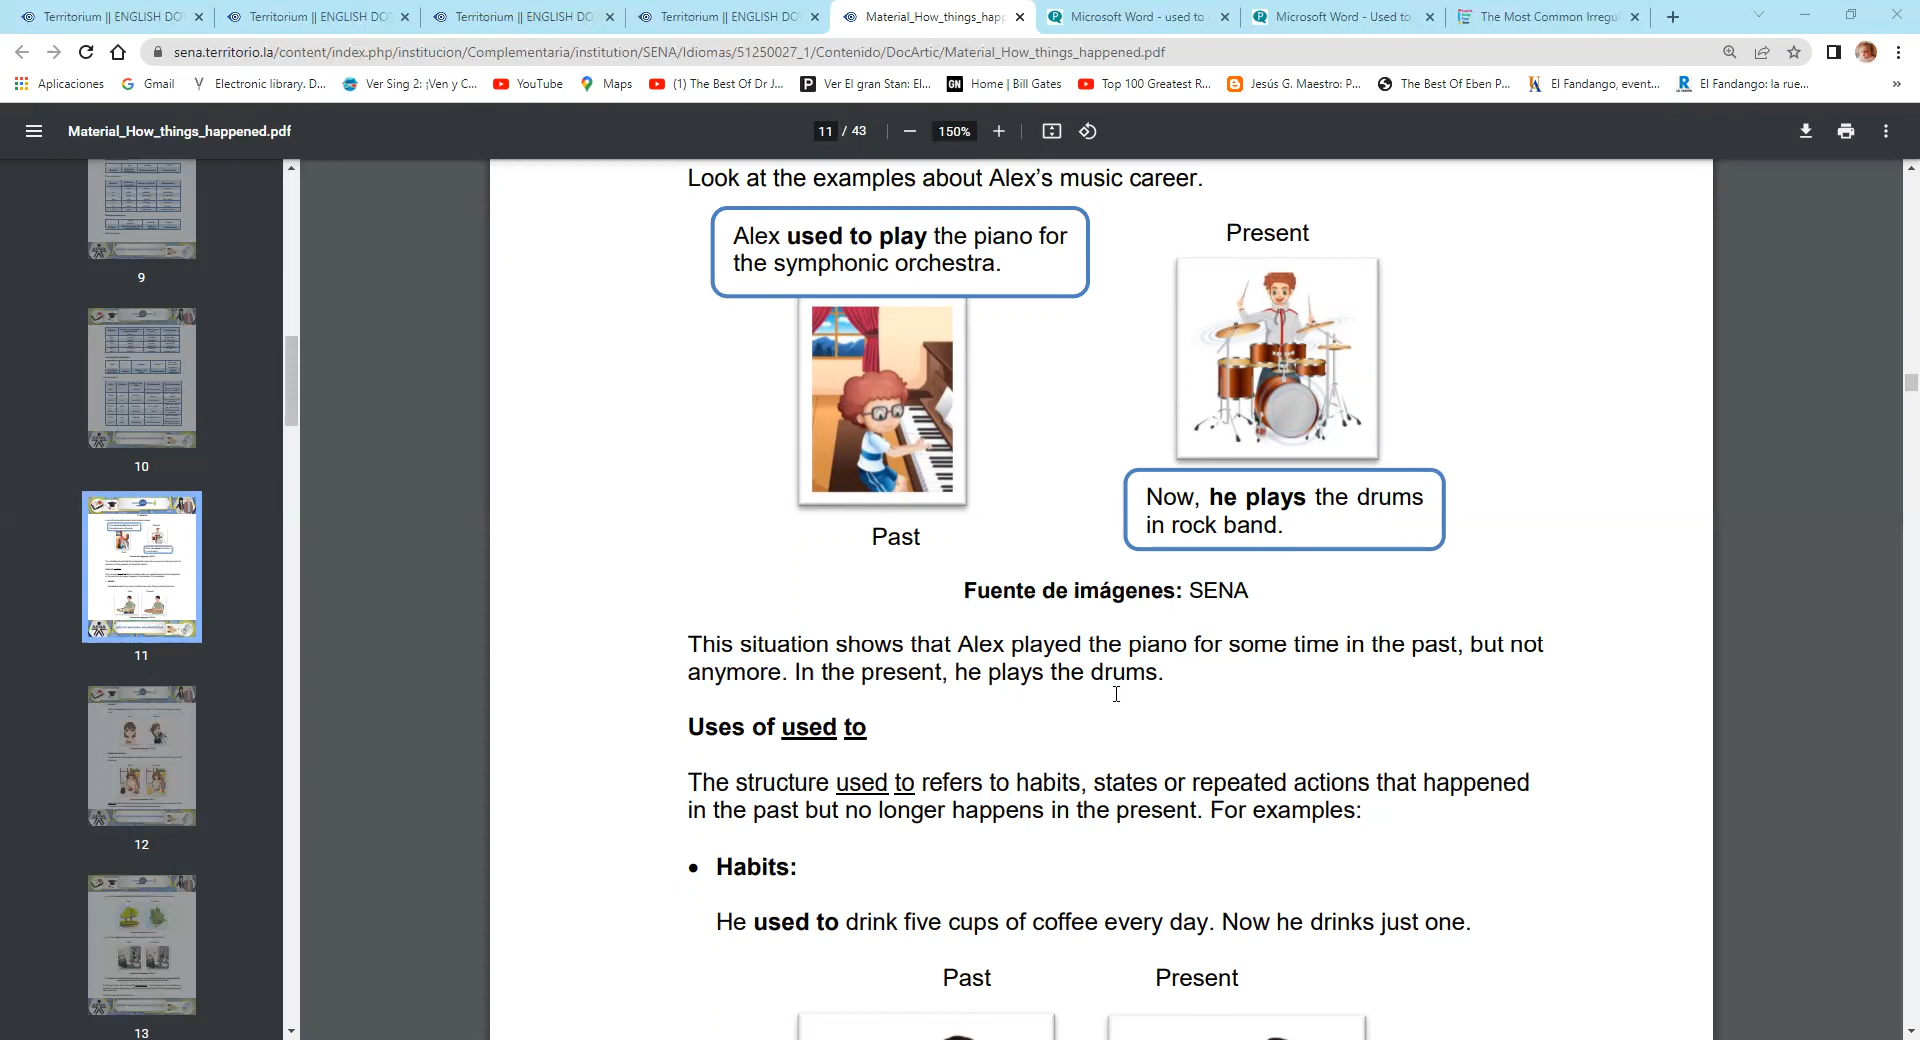 Territorium || ENGLISH DO
Territorium || ENGLISH DO
Territorium || ENGLISH DO
Territorium || ENGLISH DO
Material_How_things_happ
Microsoft Word - used to
Microsoft Word - Used to
The Most Common Irregu
sena.territorio.la/content/index.php/institucion/Complementaria/institution/SENA/Idiomas/51250027_1/Contenido/DocArtic/Material_How_things_happened.pdf
Aplicaciones
Gmail
Electronic library. D...
Ver Sing 2: ¡Ven y C...
YouTube
Maps
(1) The Best Of Dr J...
Ver El gran Stan: El...
Home | Bill Gates
Top 100 Greatest R...
Jesús G. Maestro: P...
The Best Of Eben P...
El Fandango, event...
El Fandango: la rue...
»
Material_How_things_happened.pdf
11 / 43
150%
9
10
11
12
13
Look at the examples about Alex’s music career.
Alex used to play the piano for
the symphonic orchestra.
Present
Past
Now, he plays the drums
in rock band.
Fuente de imágenes: SENA
This situation shows that Alex played the piano for some time in the past, but not
anymore. In the present, he plays the drums.
Uses of used to
The structure used to refers to habits, states or repeated actions that happened
in the past but no longer happens in the present. For examples:
• Habits:
He used to drink five cups of coffee every day. Now he drinks just one.
Past
Present